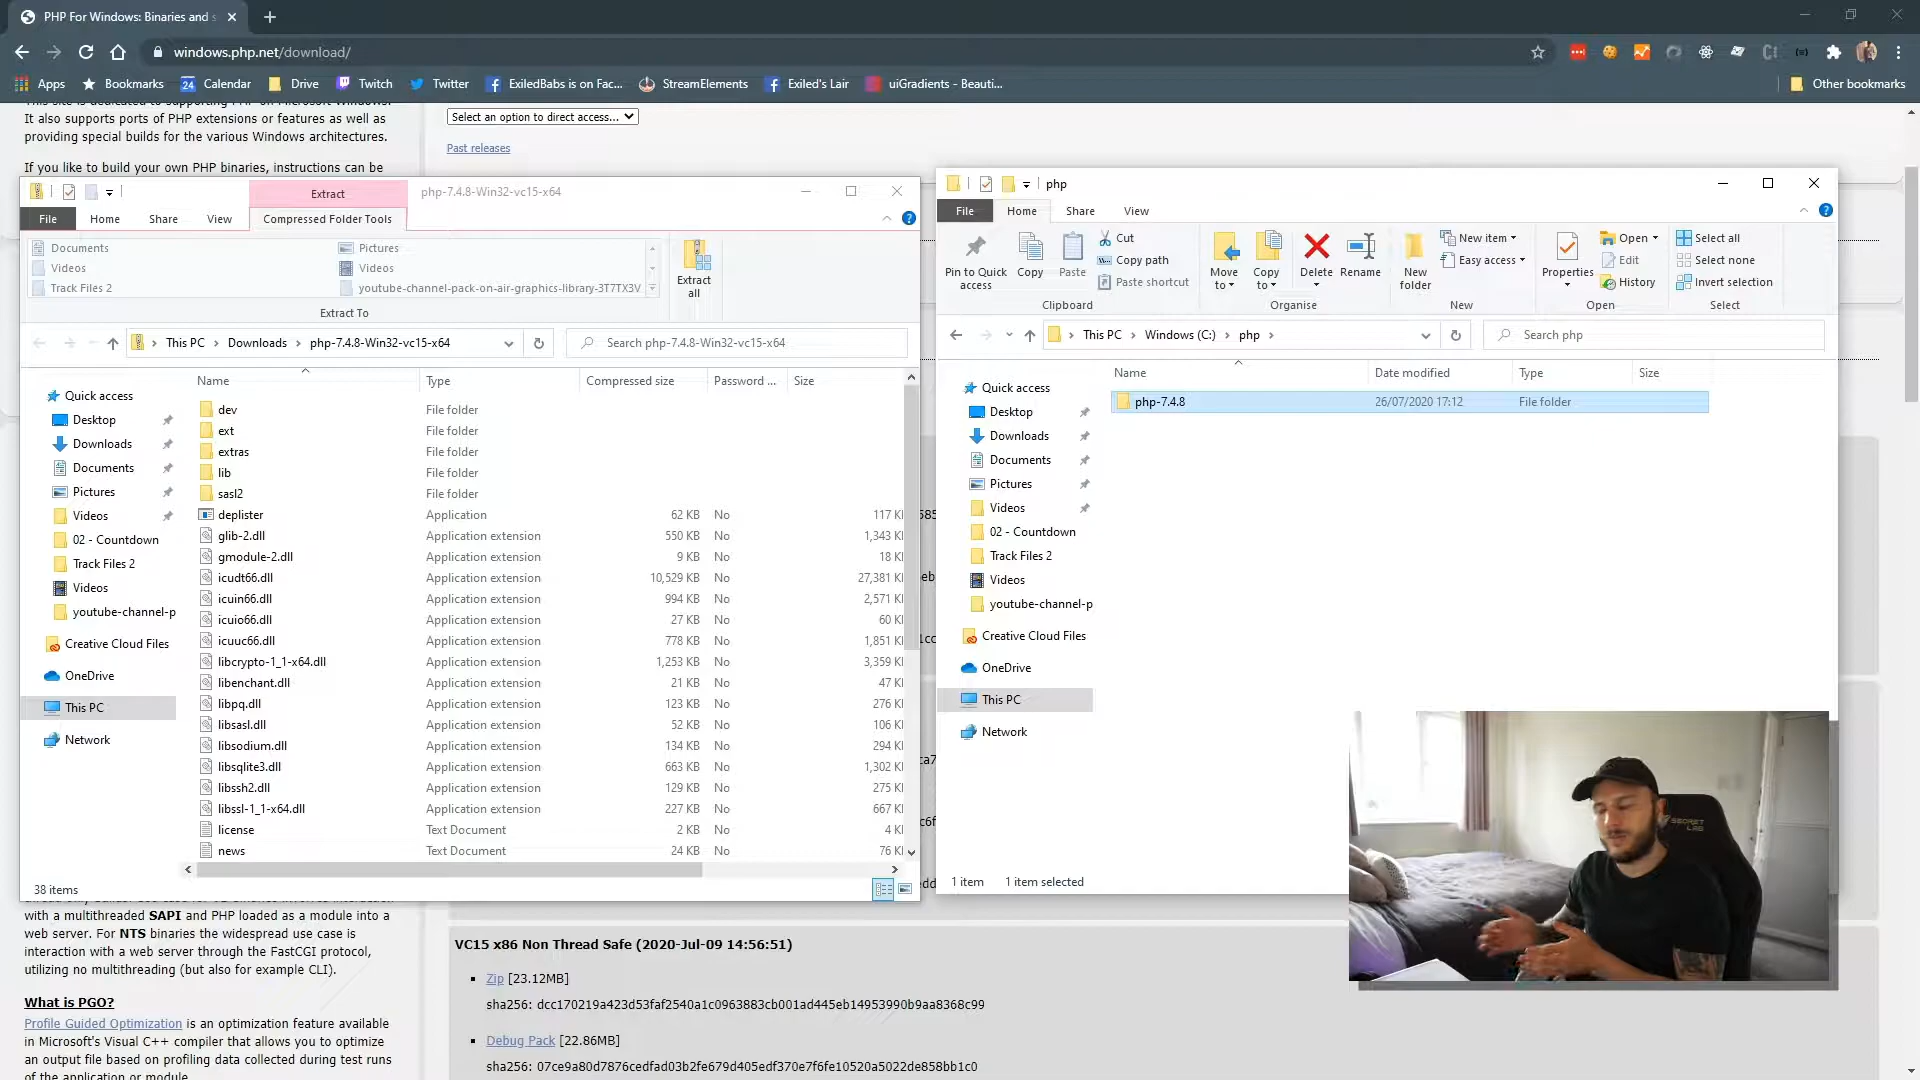 PHP For Windows: Binaries and s
windows.php.net/download/
Apps
Bookmarks
24
Calendar
Drive
Twitch
Twitter
ExiledBabs is on Fac...
StreamElements
Exiled's Lair
uiGradients - Beauti...
Other bookmarks
This site is dedicated to supporting PHP on Microsoft Windows.
It also supports ports of PHP extensions or features as well as
providing special builds for the various Windows architectures.
If you like to build your own PHP binaries, instructions can be
Select an option to direct access...
Past releases
Extract
php-7.4.8-Win32-vc15-x64
File
Home
Share
View
Compressed Folder Tools
Documents
Pictures
Videos
Videos
Track Files 2
youtube-channel-pack-on-air-graphics-library-3T7TX3V
Extract To
Extract
all
This PC
Downloads
php-7.4.8-Win32-vc15-x64
Search php-7.4.8-Win32-vc15-x64
Quick access
Desktop
Downloads
Documents
Pictures
Videos
02 - Countdown
Track Files 2
Videos
youtube-channel-p
Creative Cloud Files
OneDrive
This PC
Network
Name Type Compressed size Password ... Size
dev File folder
ext File folder
extras File folder
lib File folder
sasl2 File folder
deplister Application 62 KB No 117 K
glib-2.dll Application extension 550 KB No 1,343 K
gmodule-2.dll Application extension 9 KB No 18 K
icudt66.dll Application extension 10,529 KB No 27,381 K
icuin66.dll Application extension 994 KB No 2,571 K
icuio66.dll Application extension 27 KB No 60 K
icuuc66.dll Application extension 778 KB No 1,851 K
libcrypto-1_1-x64.dll Application extension 1,253 KB No 3,359 K
libenchant.dll Application extension 21 KB No 47 K
libpq.dll Application extension 123 KB No 276 K
libsasl.dll Application extension 52 KB No 106 K
libsodium.dll Application extension 134 KB No 294 K
libsqlite3.dll Application extension 663 KB No 1,302 K
libssh2.dll Application extension 129 KB No 275 K
libssl-1_1-x64.dll Application extension 227 KB No 667 K
license Text Document 2 KB No 4 K
news Text Document 24 KB No 76 K
38 items
php
File
Home
Share
View
Pin to Quick
access
Copy
Paste
Cut
Copy path
Paste shortcut
Clipboard
Move
to
Copy
to
Delete
Rename
Organise
New
folder
New item
Easy access
New
Properties
Open
Edit
History
Open
Select all
Select none
Invert selection
Select
This PC
Windows (C:)
php
Search php
Quick access
Desktop
Downloads
Documents
Pictures
Videos
02 - Countdown
Track Files 2
Videos
youtube-channel-p
Creative Cloud Files
OneDrive
This PC
Network
Name Date modified Type Size
php-7.4.8 26/07/2020 17:12 File folder
1 item
1 item selected
SECRET
LAB
with a multithreaded SAPI and PHP loaded as a module into a
web server. For NTS binaries the widespread use case is
interaction with a web server through the FastCGI protocol,
utilizing no multithreading (but also for example CLI).
What is PGO?
Profile Guided Optimization is an optimization feature available
in Microsoft's Visual C++ compiler that allows you to optimize
an output file based on profiling data collected during test runs
of the application or module.
VC15 x86 Non Thread Safe (2020-Jul-09 14:56:51)
Zip [23.12MB]
sha256: dcc170219a423d53faf2540a1c0963883cb001ad445eb14953990b9aa8368c99
Debug Pack [22.86MB]
sha256: 07ce9a80d7876cedfad03b2fe679d405edf370e7f6fe10520a5022de858bb1c0